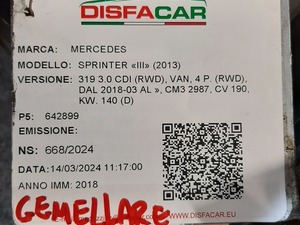 DISFACAR
MARCA: MERCEDES
MODELLO: SPRINTER «III» (2013)
VERSIONE: 319 3.0 CDI (RWD), VAN, 4 P. (RWD),
DAL 2018-03 AL », CM3 2987, CV 190,
KW. 140 (D)
P5: 642899
EMISSIONE:
NS: 668/2024
DATA:14/03/2024 11:17:00
ANNO IMM: 2018
GEMELLARE
DISFACAR.EU